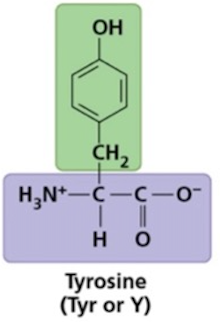 OH
CH₂
H₃N⁺—C—C—O⁻
H O
Tyrosine
(Tyr or Y)